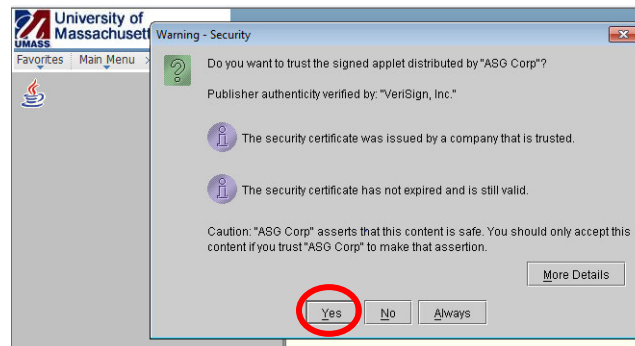 University of
Massachusett
UMASS
Favorites Main Menu >
Warning - Security
Do you want to trust the signed applet distributed by "ASG Corp"?
Publisher authenticity verified by: "VeriSign, Inc."
The security certificate was issued by a company that is trusted.
The security certificate has not expired and is still valid.
Caution: "ASG Corp" asserts that this content is safe. You should only accept this
content if you trust "ASG Corp" to make that assertion.
More Details
Yes No Always